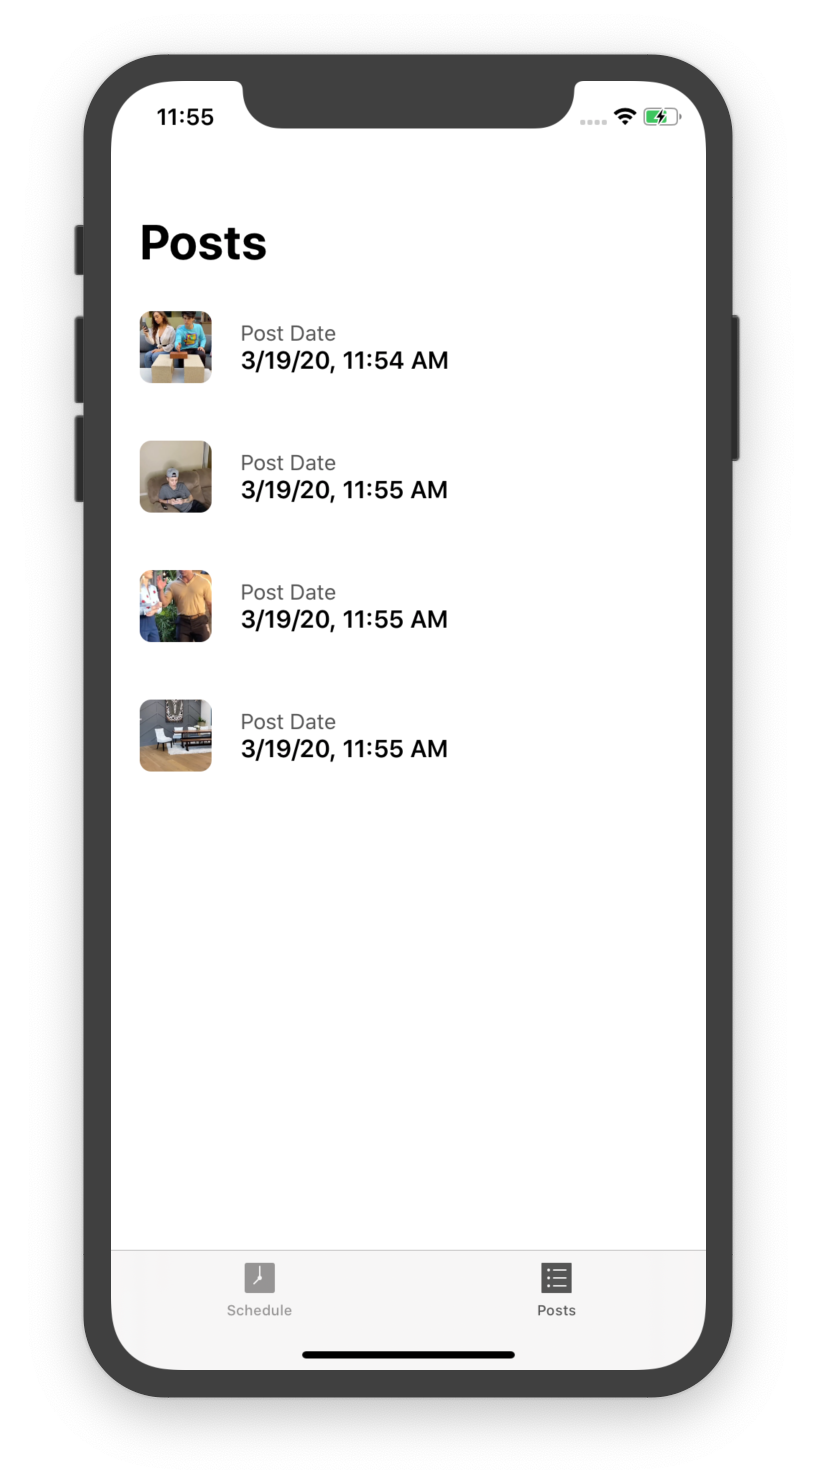 11:55
Posts
Post Date
3/19/20, 11:54 AM
Post Date
3/19/20, 11:55 AM
Post Date
3/19/20, 11:55 AM
Post Date
3/19/20, 11:55 AM
Schedule
Posts